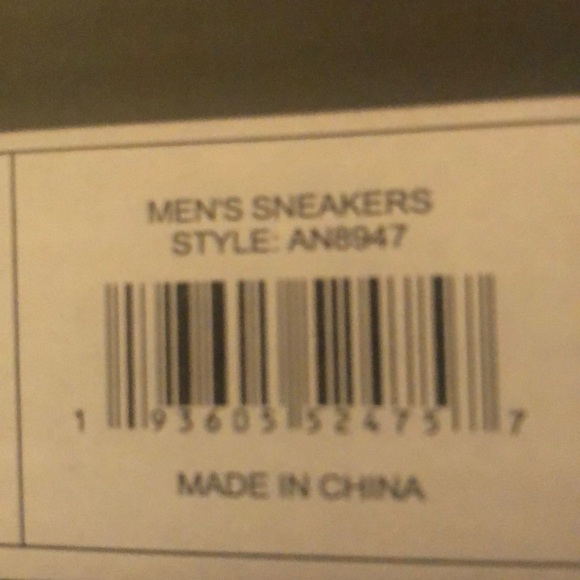 MEN'S SNEAKERS
STYLE: AN8947
1 93605 52475 7
MADE IN CHINA